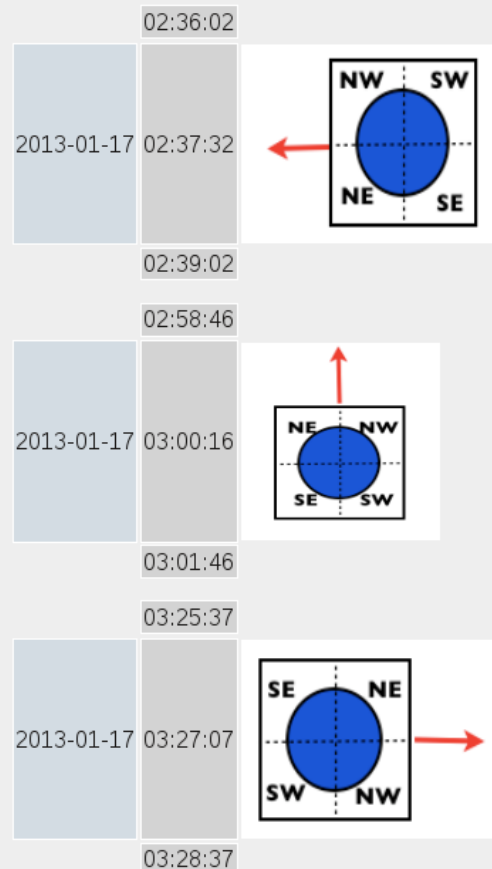 02:36:02
NW SW
2013-01-17 02:37:32
NE SE
02:39:02
02:58:46
NE NW
2013-01-17 03:00:16
SE SW
03:01:46
03:25:37
SE NE
2013-01-17 03:27:07
SW NW
03:28:37